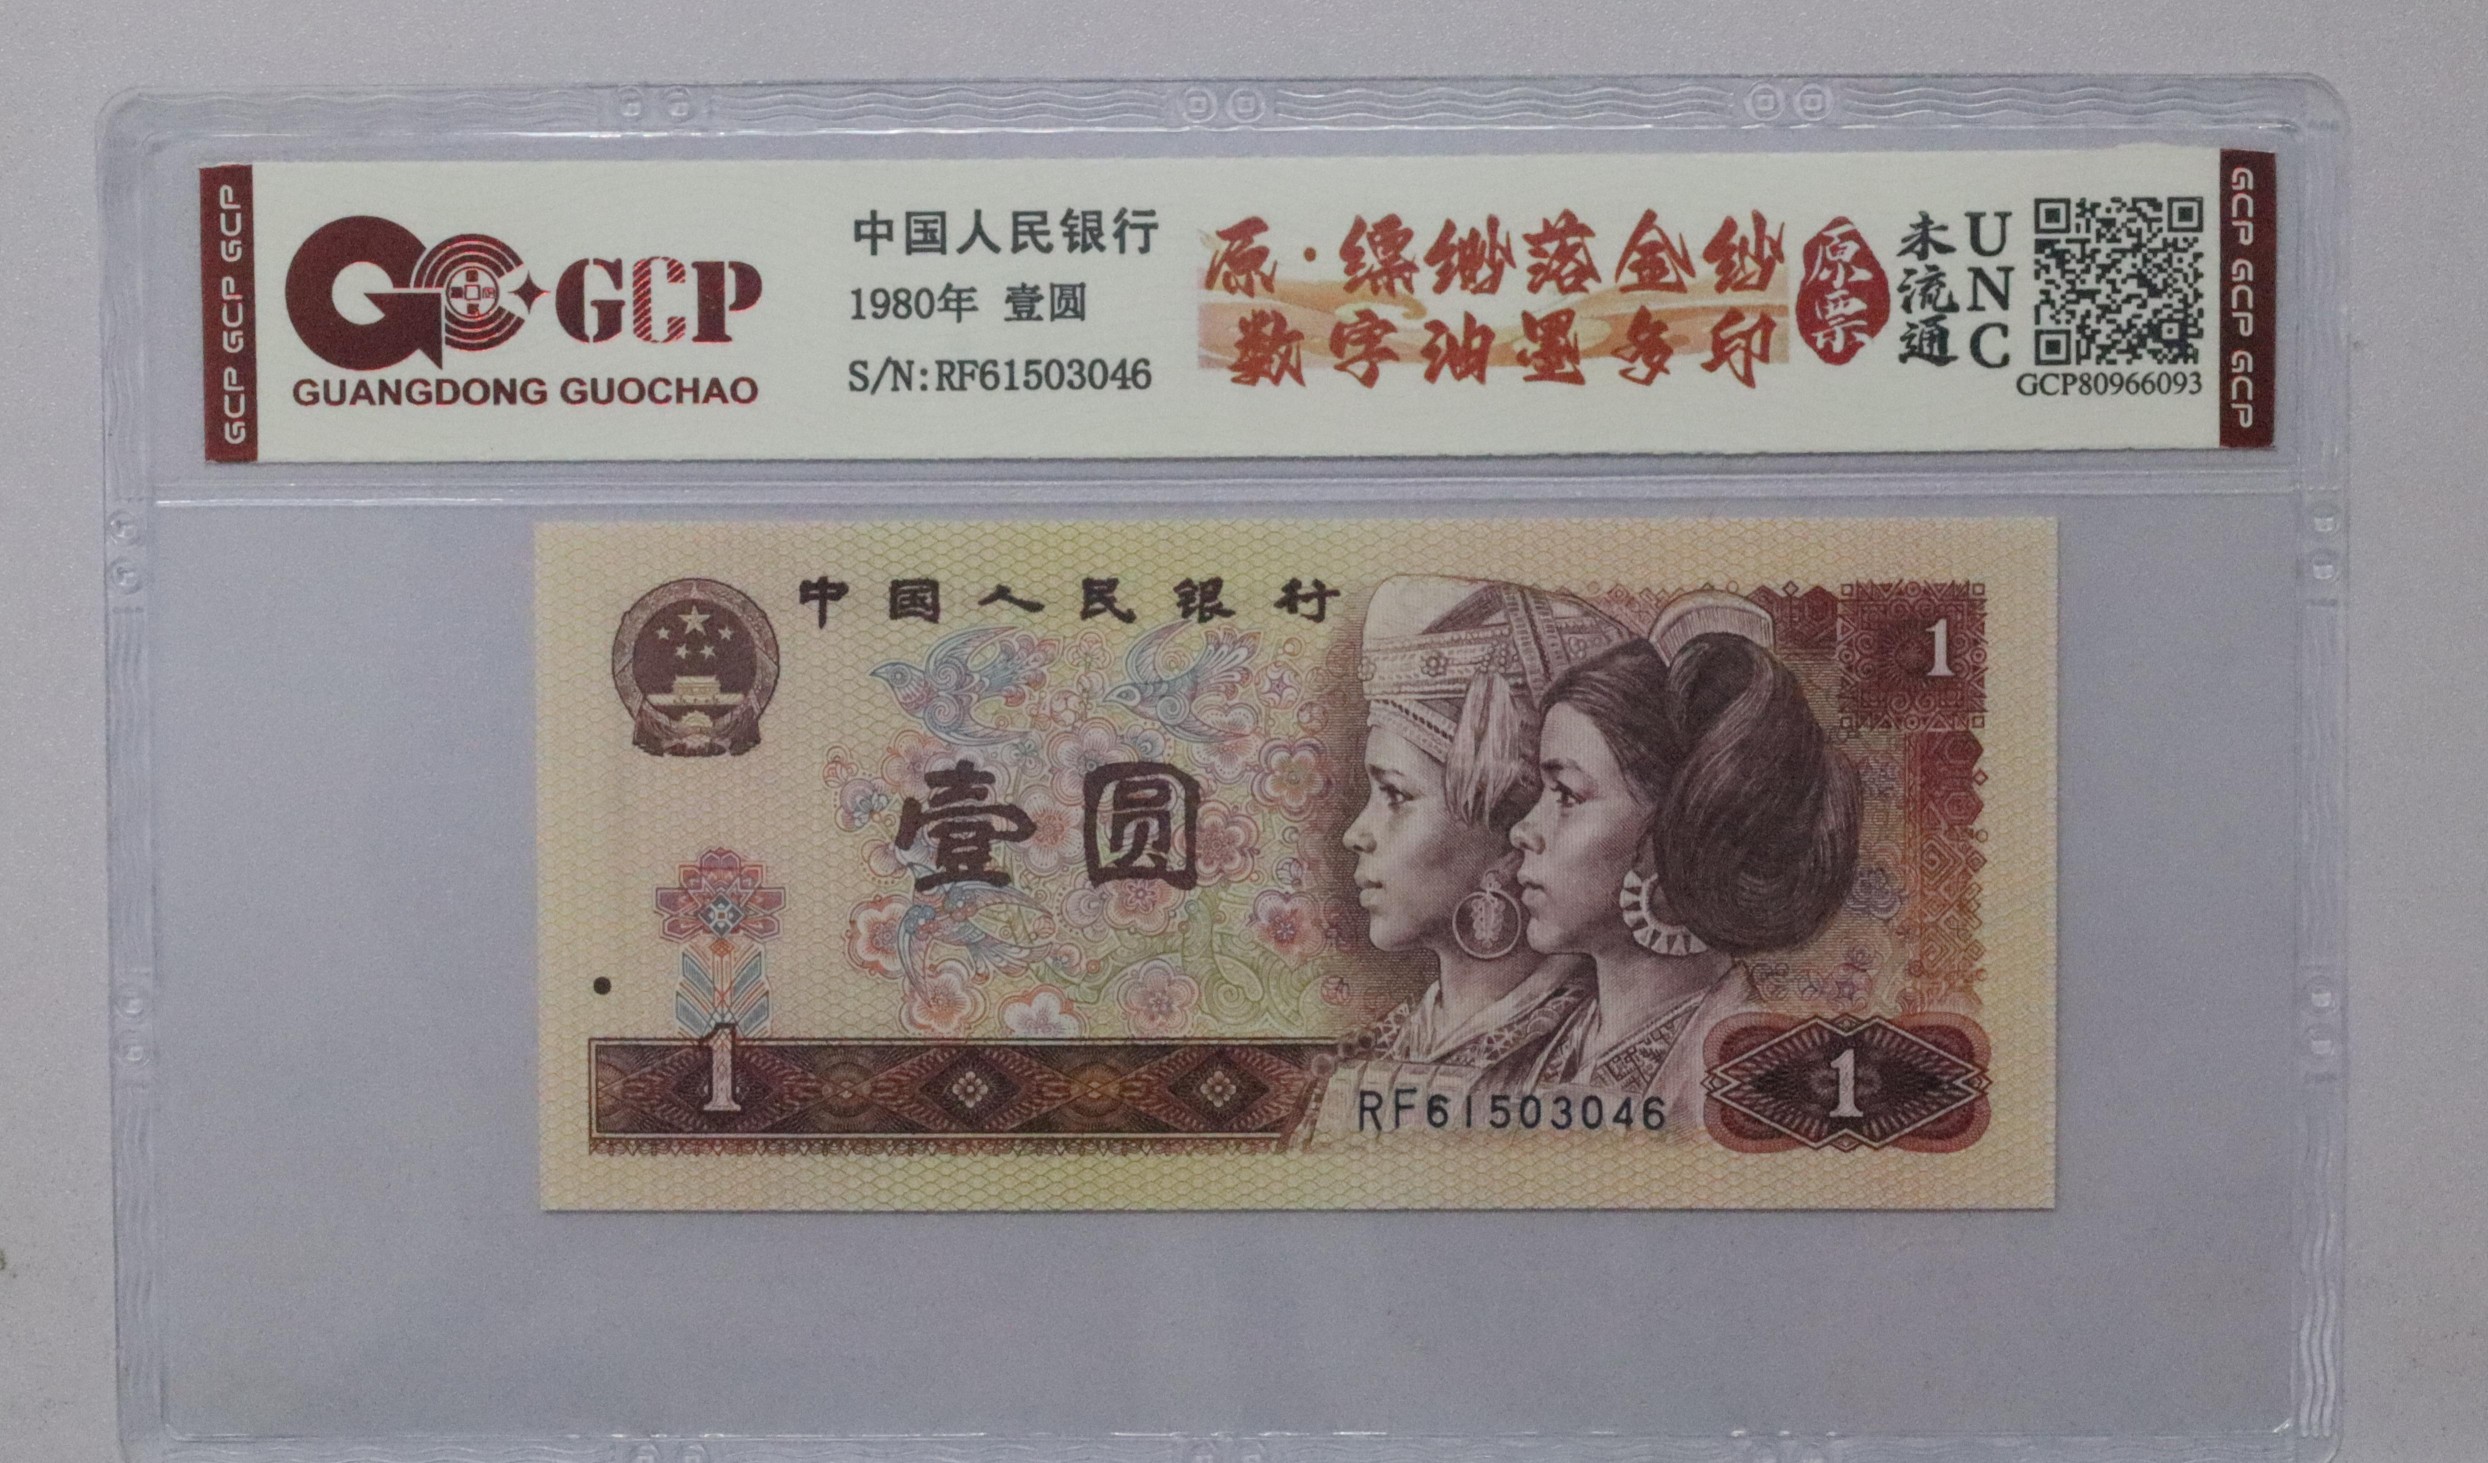 GCP GCP GCP
GCP
GUANGDONG GUOCHAO
中国人民银行
1980年 壹圆
S/N:RF61503046
原·缥缈落金纱
数字油墨多印
原票
未流通
UNC
GCP80966093
GCP GCP GCP
中国人民银行
1
壹圆
1
RF61503046
1